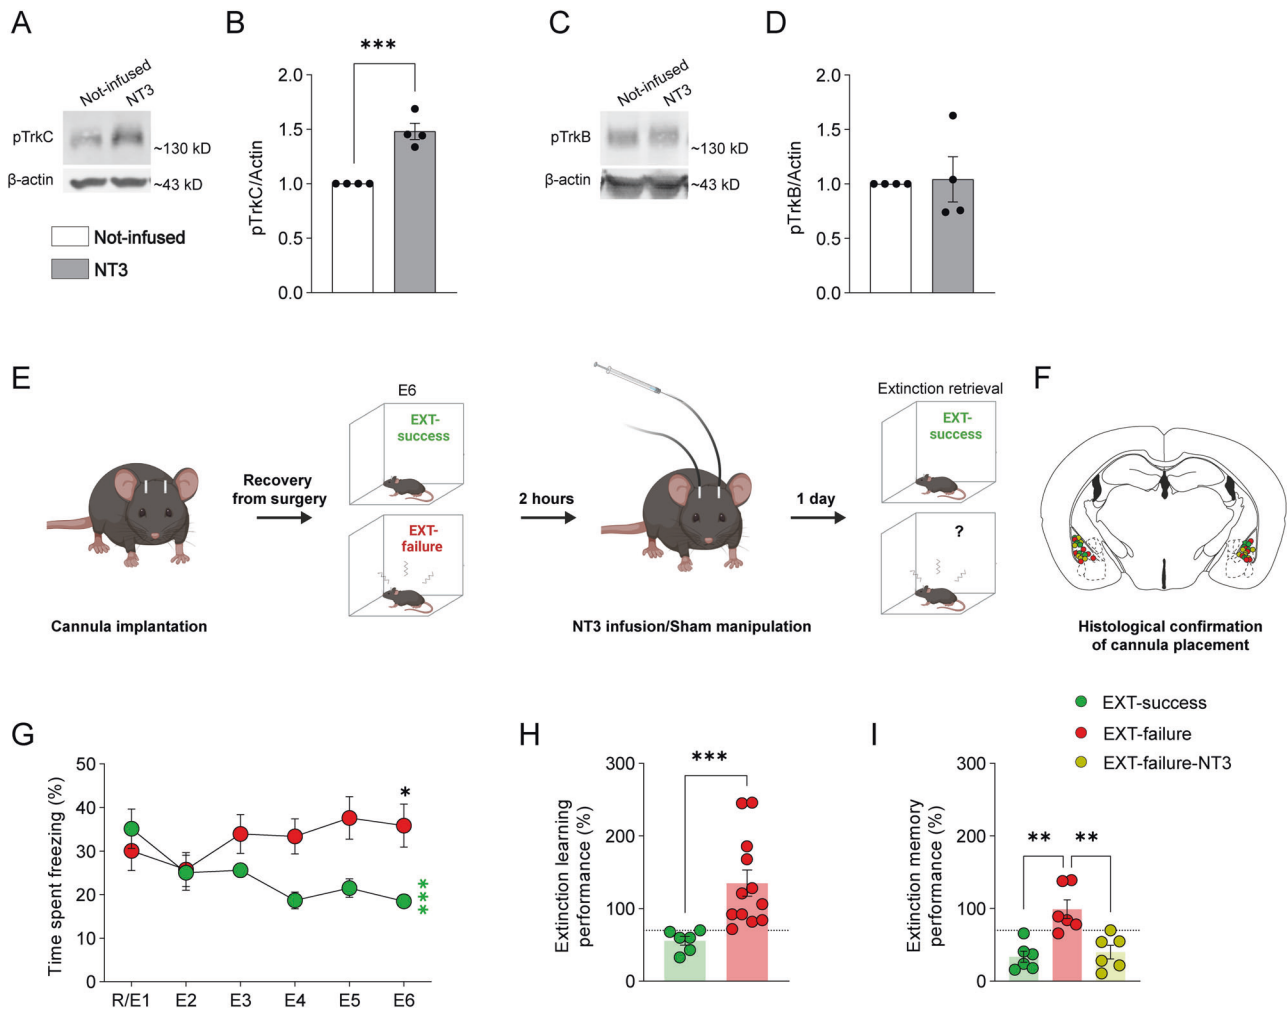 A
Not-infused
NT3
pTrkC
~130 kD
β-actin
~43 kD
Not-infused
NT3
B
***
2.0
1.5
1.0
0.5
0.0
pTrkC/Actin
C
Not-infused
NT3
pTrkB
~130 kD
β-actin
~43 kD
D
2.0
1.5
1.0
0.5
0.0
pTrkB/Actin
E
Cannula implantation
Recovery
from surgery
E6
EXT-
success
EXT-
failure
2 hours
NT3 infusion/Sham manipulation
1 day
Extinction retrieval
EXT-
success
?
F
Histological confirmation
of cannula placement
EXT-success
EXT-failure
EXT-failure-NT3
G
Time spent freezing (%)
50
40
30
20
10
0
*
***
R/E1 E2 E3 E4 E5 E6
H
Extinction learning
performance (%)
300
200
100
0
***
I
Extinction memory
performance (%)
300
200
100
0
** **